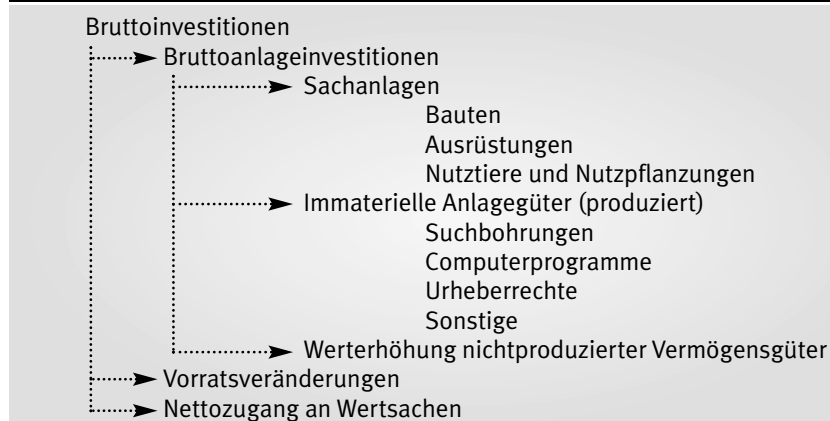 Bruttoinvestitionen
Bruttoanlageinvestitionen
Sachanlagen
Bauten
Ausrüstungen
Nutztiere und Nutzpflanzungen
Immaterielle Anlagegüter (produziert)
Suchbohrungen
Computerprogramme
Urheberrechte
Sonstige
Werterhöhung nichtproduzierter Vermögensgüter
Vorratsveränderungen
Nettozugang an Wertsachen